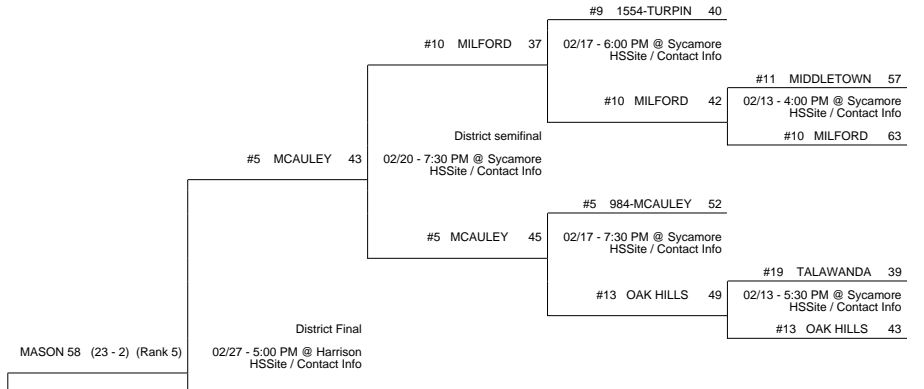 #9 1554-TURPIN 40
#10 MILFORD 37
02/17 - 6:00 PM @ Sycamore
HSSite / Contact Info
#11 MIDDLETOWN 57
#10 MILFORD 42
02/13 - 4:00 PM @ Sycamore
HSSite / Contact Info
District semifinal
#10 MILFORD 63
#5 MCAULEY 43
02/20 - 7:30 PM @ Sycamore
HSSite / Contact Info
#5 984-MCAULEY 52
#5 MCAULEY 45
02/17 - 7:30 PM @ Sycamore
HSSite / Contact Info
#19 TALAWANDA 39
#13 OAK HILLS 49
02/13 - 5:30 PM @ Sycamore
HSSite / Contact Info
District Final
#13 OAK HILLS 43
MASON 58 (23 - 2) (Rank 5)
02/27 - 5:00 PM @ Harrison
HSSite / Contact Info